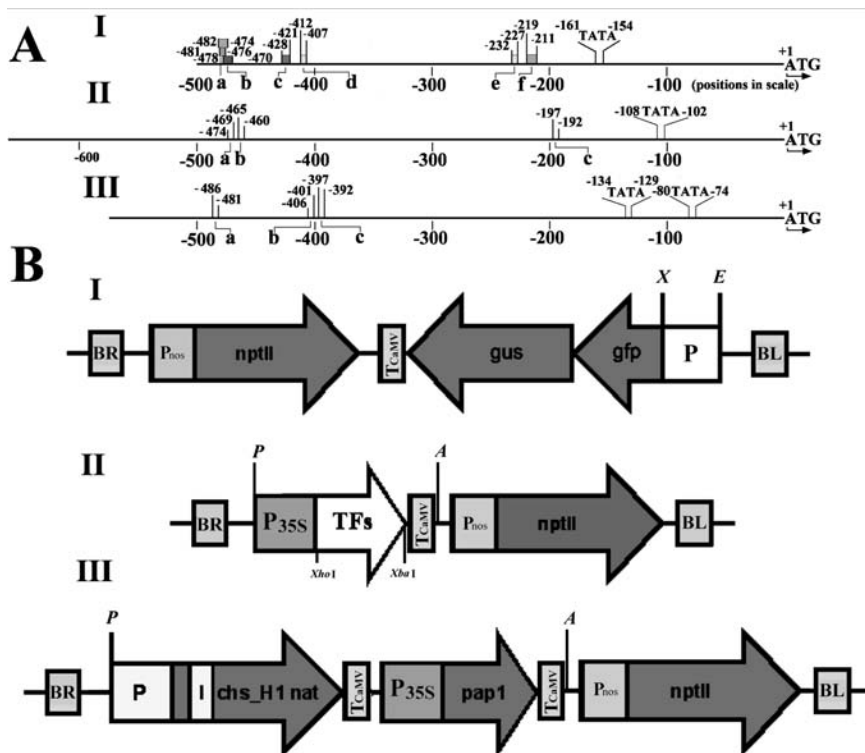 A
I
-482 -474 -421 -412 -219 -161 TATA -154
-481 -476 -428 -407 -227 +1
-478 -470 -232 -211 ATG
-500 a b c -400 d -300 e f -200 -100 (positions in scale)
II
-465 -197 -108 TATA -102
-469 -460 -192 +1
-474 ATG
-600 -500 a b -400 -300 -200 c -100
III
-486 -397 -134 TATA -129
-481 -401 -392 -80 TATA -74 +1
-406 ATG
-500 a b -400 c -300 -200 -100
B
I
X E
BR Pnos nptII TCaMV gus gfp P BL
II
P A
BR P35S TFs TCaMV Pnos nptII BL
Xho1 Xba1
III
P A
BR P I chs_H1 nat TCaMV P35S pap1 TCaMV Pnos nptII BL